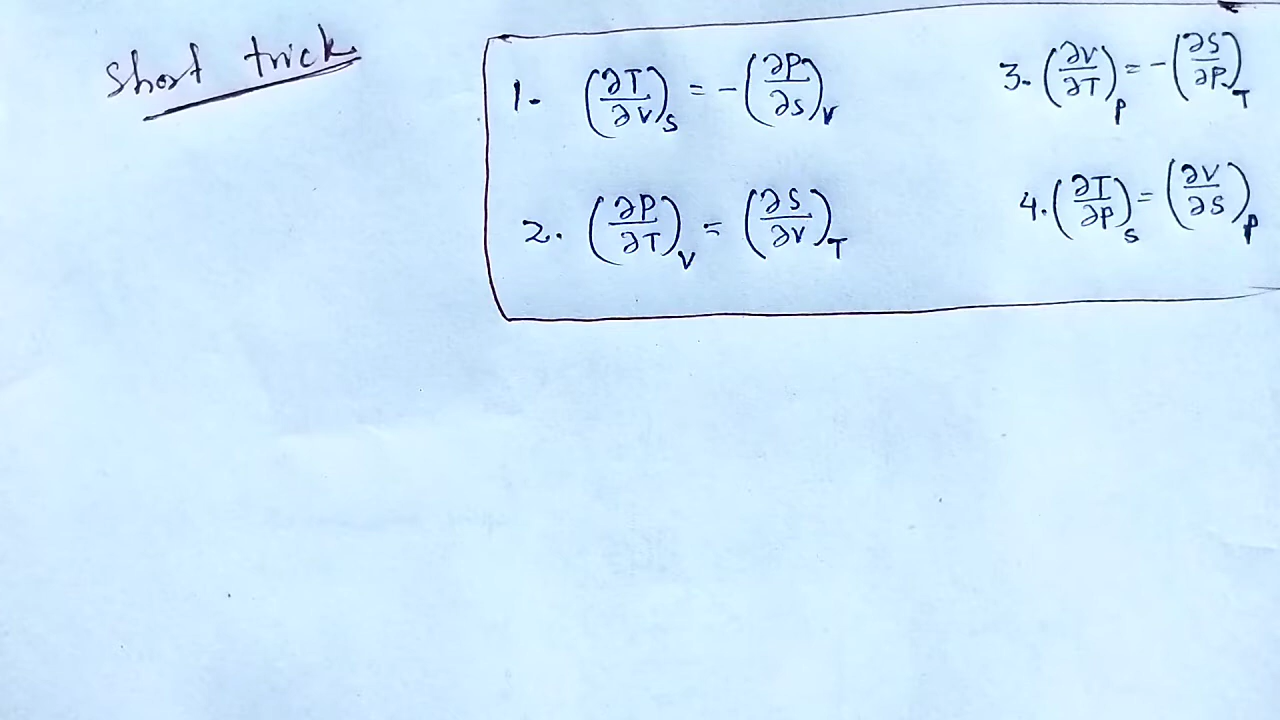 Short trick
1. (∂T/∂V)_S = -(∂P/∂S)_V
2. (∂P/∂T)_V = (∂S/∂V)_T
3. (∂V/∂T)_P = -(∂S/∂P)_T
4. (∂T/∂P)_S = (∂V/∂S)_P